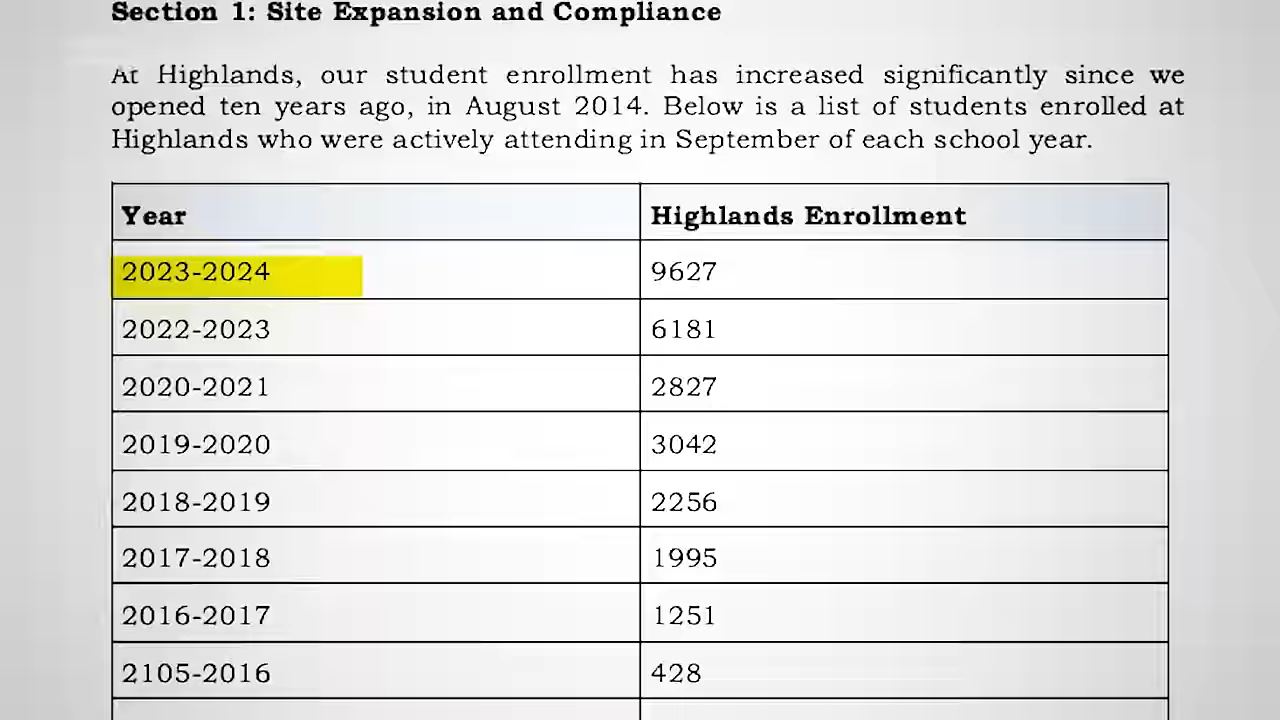 Section 1: Site Expansion and Compliance
At Highlands, our student enrollment has increased significantly since we
opened ten years ago, in August 2014. Below is a list of students enrolled at
Highlands who were actively attending in September of each school year.
Year Highlands Enrollment
2023-2024 9627
2022-2023 6181
2020-2021 2827
2019-2020 3042
2018-2019 2256
2017-2018 1995
2016-2017 1251
2105-2016 428